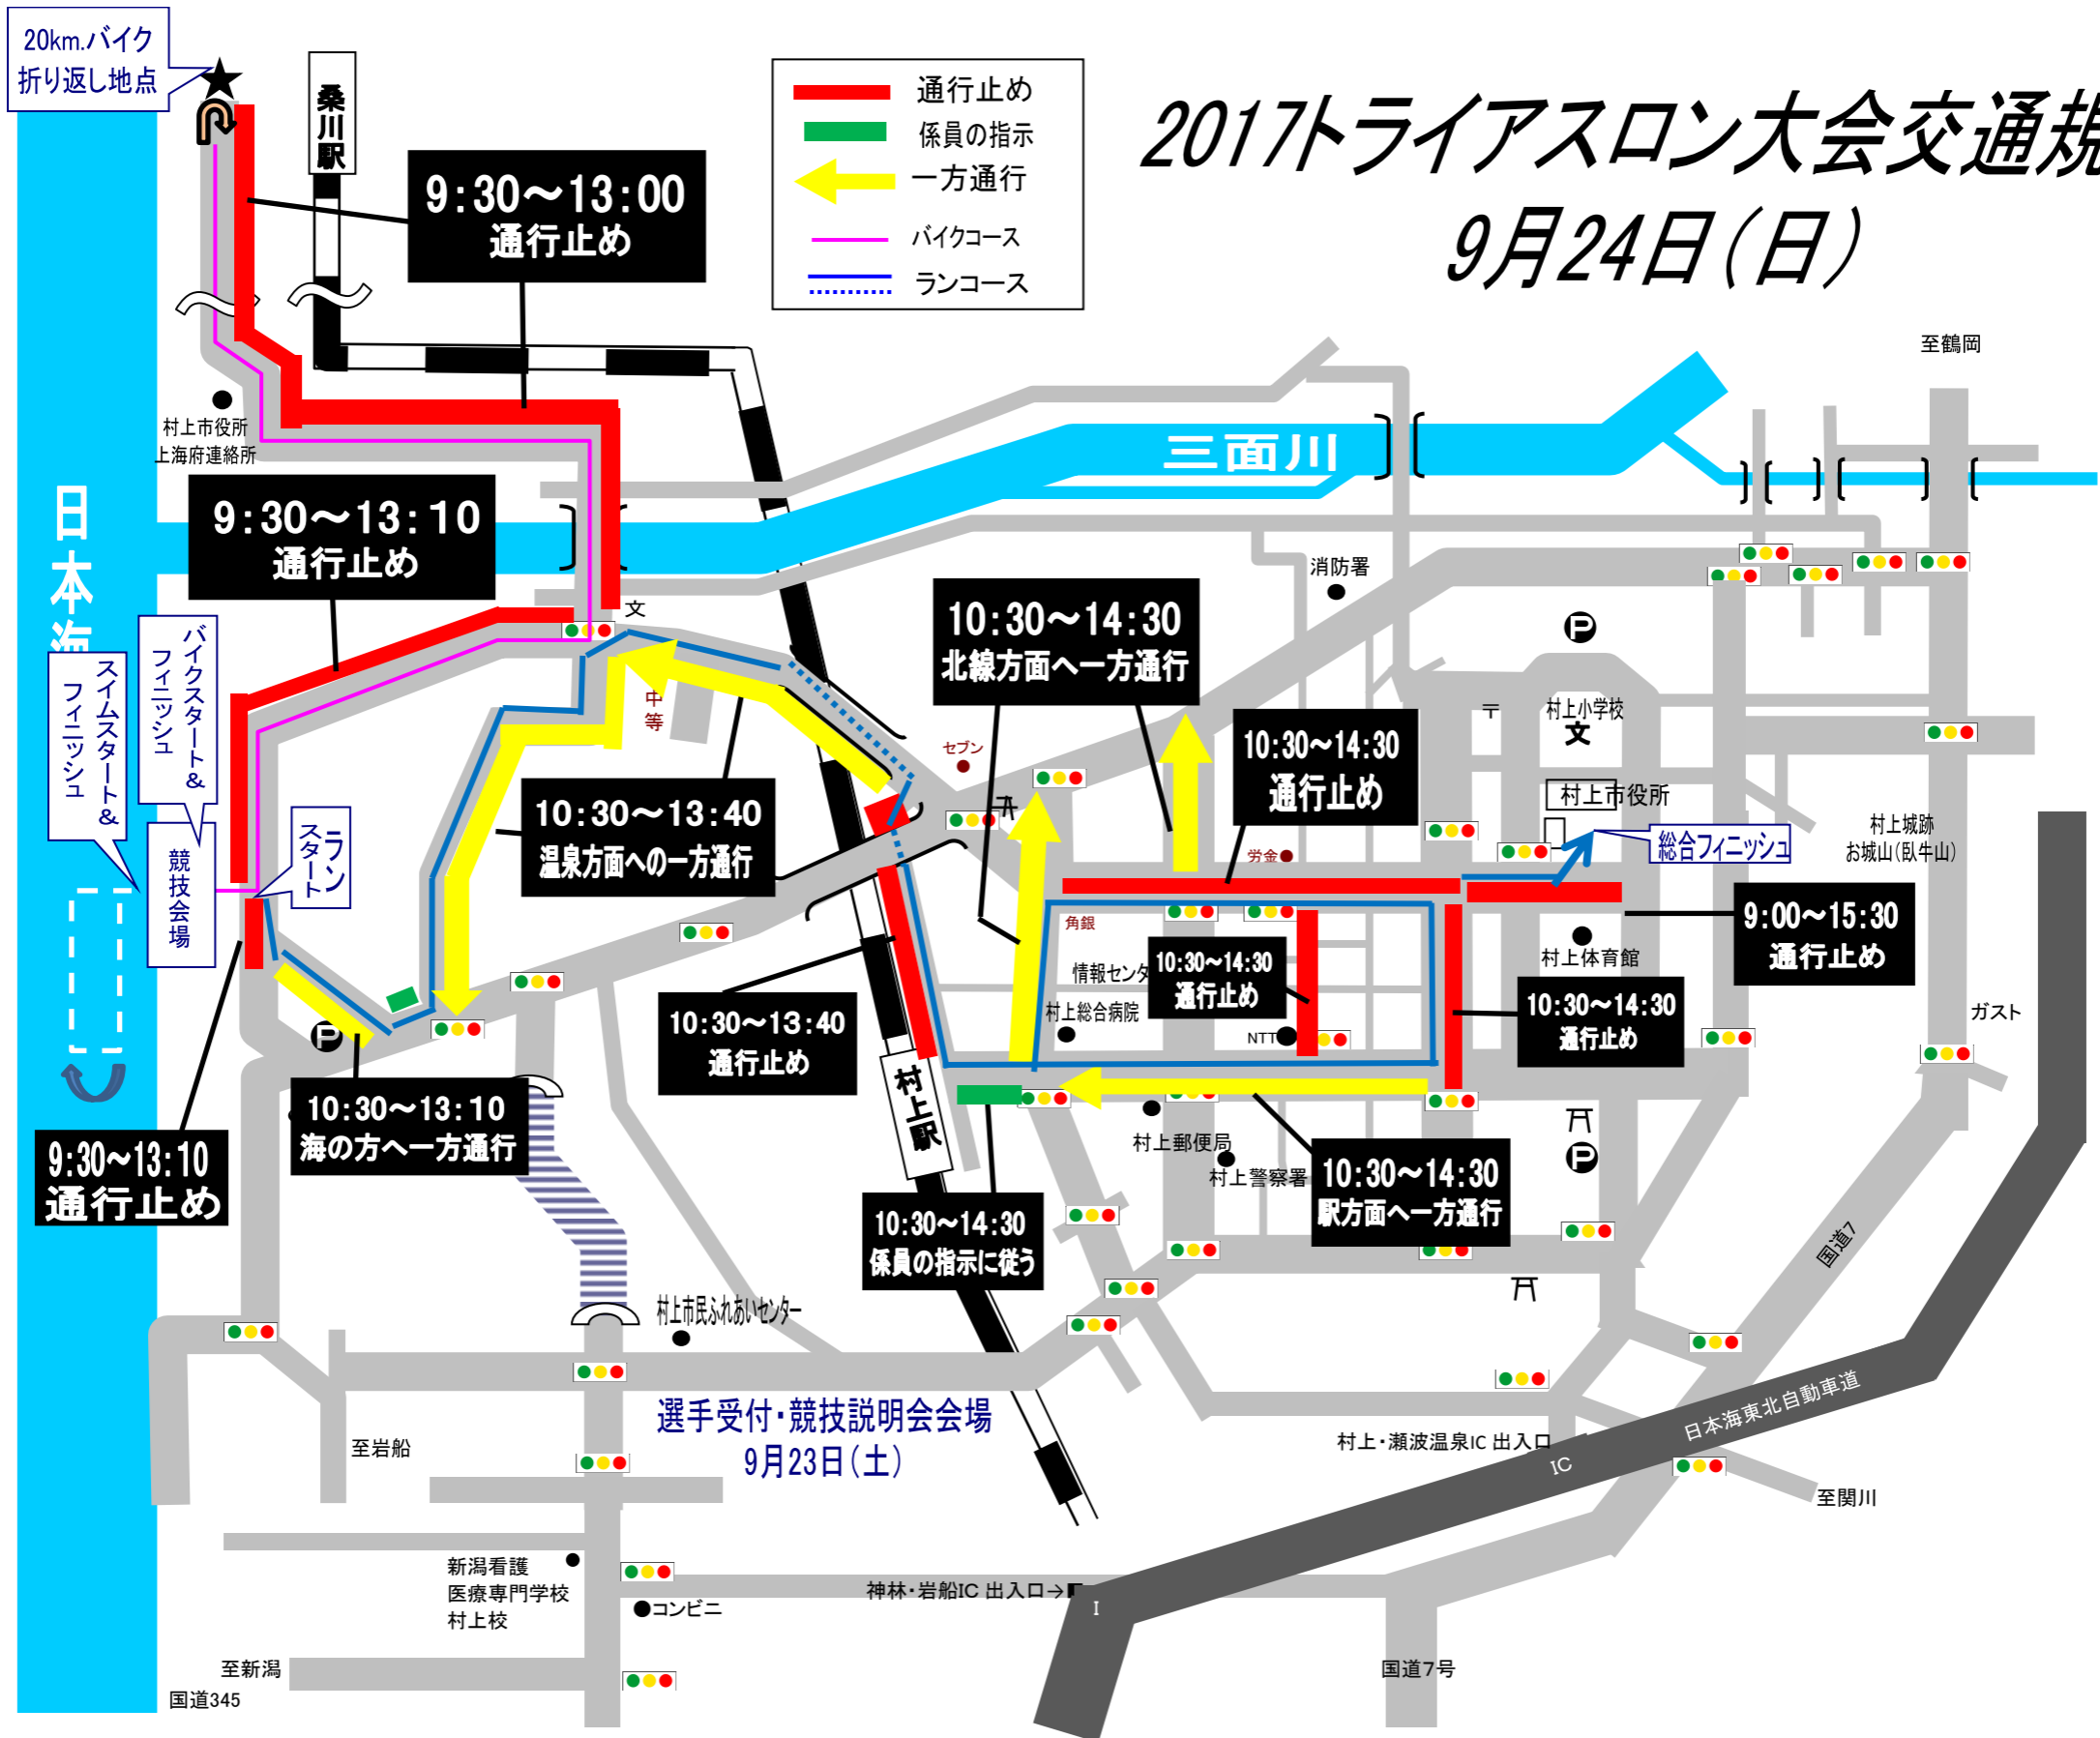 20km.バイク
折り返し地点
桑川駅
通行止め
係員の指示
一方通行
バイクコース
ランコース
2017トライアスロン大会交通規
9月24日(日)
9:30〜13:00
通行止め
至鶴岡
村上市役所
上海府連絡所
三面川
9:30〜13:10
通行止め
日本海
文
消防署
バイクスタート&
フィニッシュ
スイムスタート&
フィニッシュ
10:30〜14:30
北線方面へ一方通行
P
中等
セブン
10:30〜14:30
通行止め
〒
村上小学校
文
村上市役所
村上城跡
お城山(臥牛山)
10:30〜13:40
温泉方面への一方通行
ラン
スタート
競技会場
労金
総合フィニッシュ
角銀
9:00〜15:30
通行止め
情報センタ
10:30〜14:30
通行止め
村上体育館
村上総合病院
NTT
10:30〜14:30
通行止め
ガスト
10:30〜13:40
通行止め
P
村上駅
10:30〜13:10
海の方へ一方通行
9:30〜13:10
通行止め
村上郵便局
村上警察署
10:30〜14:30
駅方面へ一方通行
P
10:30〜14:30
係員の指示に従う
国道7
村上市民ふれあいセンター
選手受付・競技説明会会場
9月23日(土)
至岩船
日本海東北自動車道
村上・瀬波温泉IC 出入口
IC
至関川
新潟看護
医療専門学校
村上校
コンビニ
神林・岩船IC 出入口→
I
至新潟
国道345
国道7号